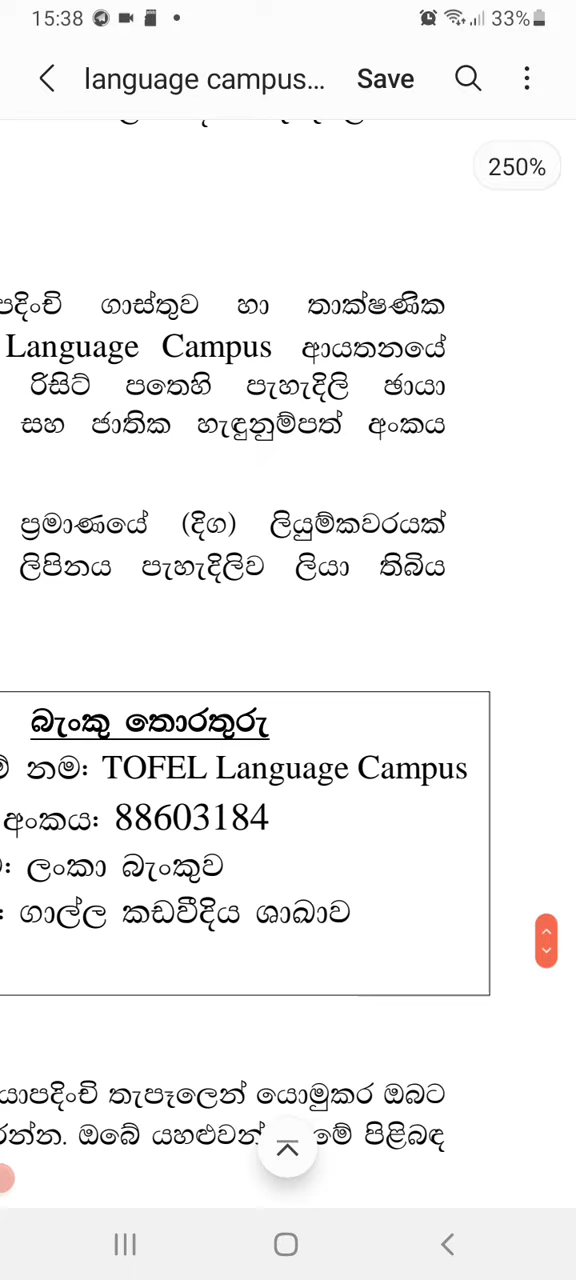 15:38
33%
language campus... Save
250%
පදිංචි ගාස්තුව හා තාක්ෂණික
Language Campus ආයතනයේ
රිසිට් පතෙහි පැහැදිලි ඡායා
සහ ජාතික හැඳුනුම්පත් අංකය
ප්‍රමාණයේ (දිග) ලියුම්කවරයක්
ලිපිනය පැහැදිලිව ලියා තිබිය
බැංකු තොරතුරු
නම: TOFEL Language Campus
අංකය: 88603184
ලංකා බැංකුව
ගාල්ල කඩවීදිය ශාඛාව
යාපදිංචි තැපෑලෙන් යොමුකර ඔබට
රන්න. ඔබේ යහළුවන් මේ පිළිබඳ